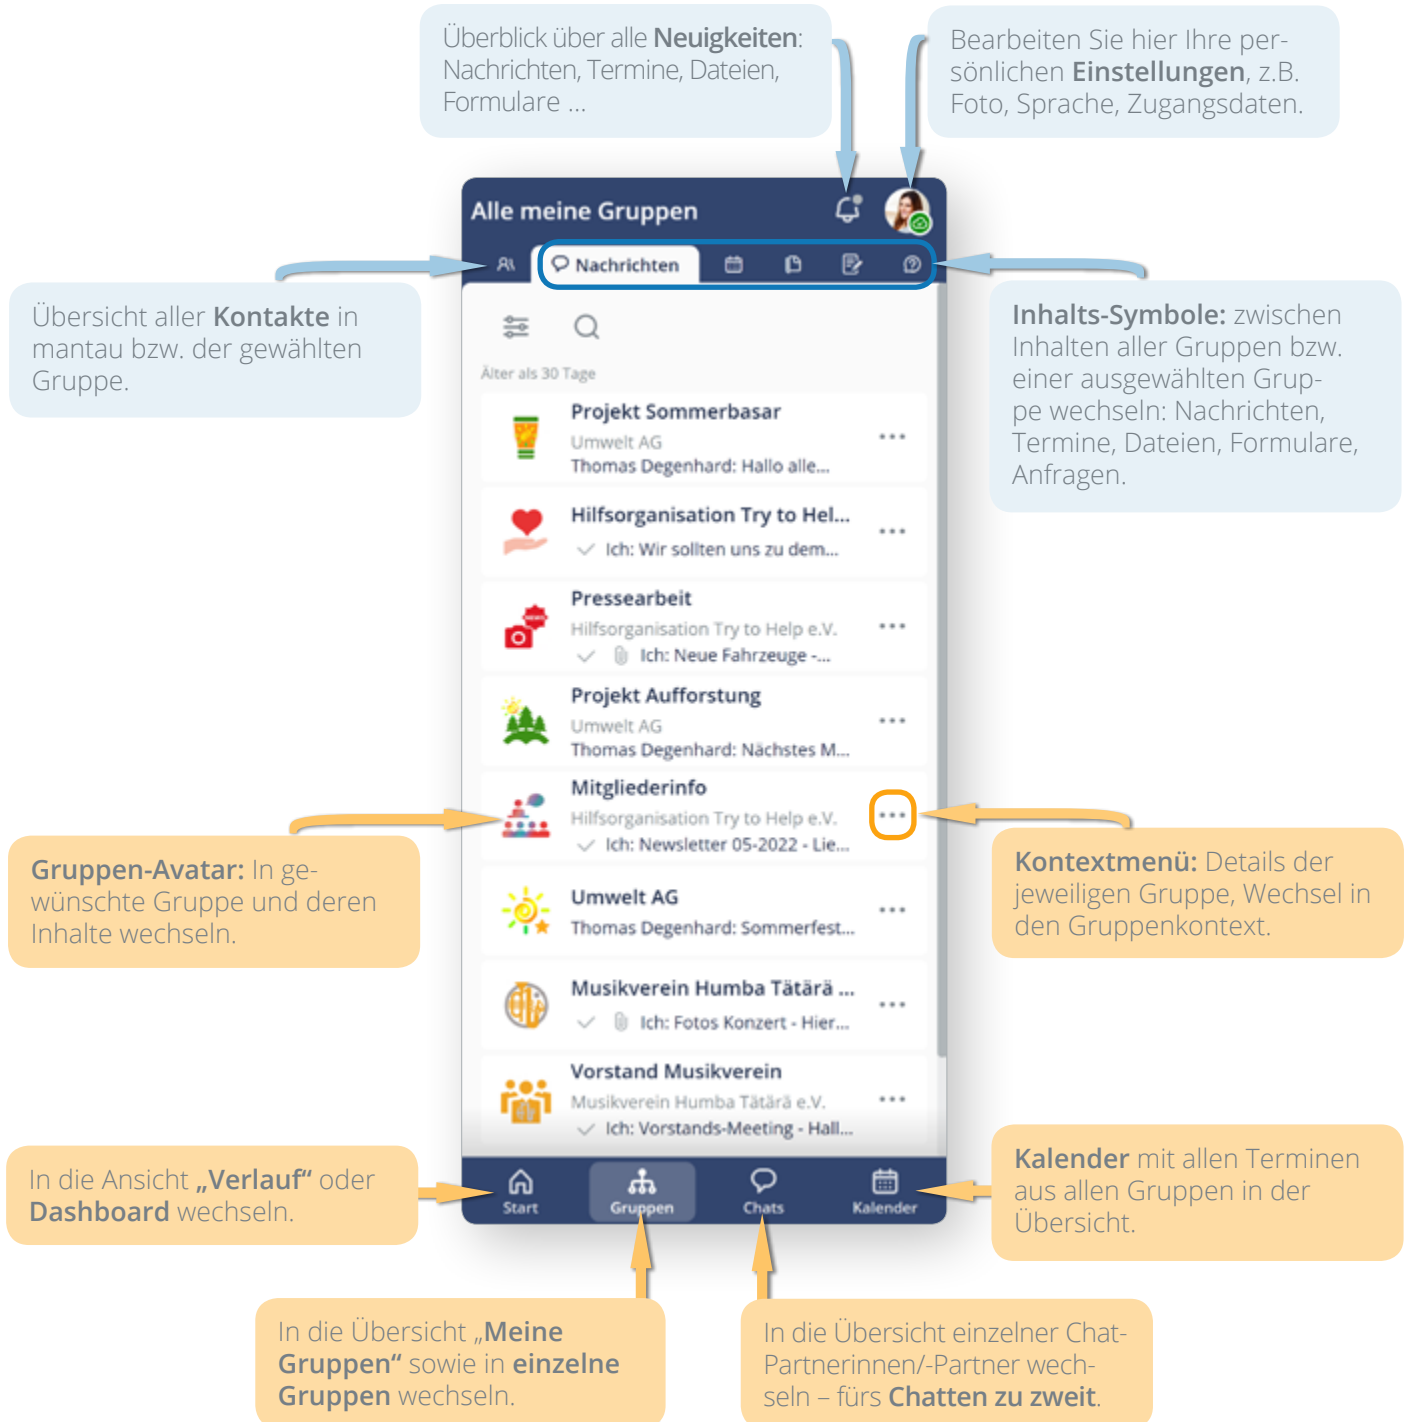 Überblick über alle Neuigkeiten:
Nachrichten, Termine, Dateien,
Formulare ...
Bearbeiten Sie hier Ihre per-
sönlichen Einstellungen, z.B.
Foto, Sprache, Zugangsdaten.
Alle meine Gruppen
Nachrichten
Übersicht aller Kontakte in
mantau bzw. der gewählten
Gruppe.
Inhalts-Symbole: zwischen
Inhalten aller Gruppen bzw.
einer ausgewählten Grup-
pe wechseln: Nachrichten,
Termine, Dateien, Formulare,
Anfragen.
Älter als 30 Tage
Projekt Sommerbasar
Umwelt AG
Thomas Degenhard: Hallo alle...
Hilfsorganisation Try to Hel...
Ich: Wir sollten uns zu dem...
Pressearbeit
Hilfsorganisation Try to Help e.V.
Ich: Neue Fahrzeuge -...
Projekt Aufforstung
Umwelt AG
Thomas Degenhard: Nächstes M...
Mitgliederinfo
Hilfsorganisation Try to Help e.V.
Ich: Newsletter 05-2022 - Lie...
Gruppen-Avatar: In ge-
wünschte Gruppe und deren
Inhalte wechseln.
Kontextmenü: Details der
jeweiligen Gruppe, Wechsel in
den Gruppenkontext.
Umwelt AG
Thomas Degenhard: Sommerfest...
Musikverein Humba Tätärä ...
Ich: Fotos Konzert - Hier...
Vorstand Musikverein
Musikverein Humba Tätärä e.V.
Ich: Vorstands-Meeting - Hall...
In die Ansicht „Verlauf“ oder
Dashboard wechseln.
Start
Gruppen
Chats
Kalender
Kalender mit allen Terminen
aus allen Gruppen in der
Übersicht.
In die Übersicht „Meine
Gruppen“ sowie in einzelne
Gruppen wechseln.
In die Übersicht einzelner Chat-
Partnerinnen/-Partner wech-
seln – fürs Chatten zu zweit.